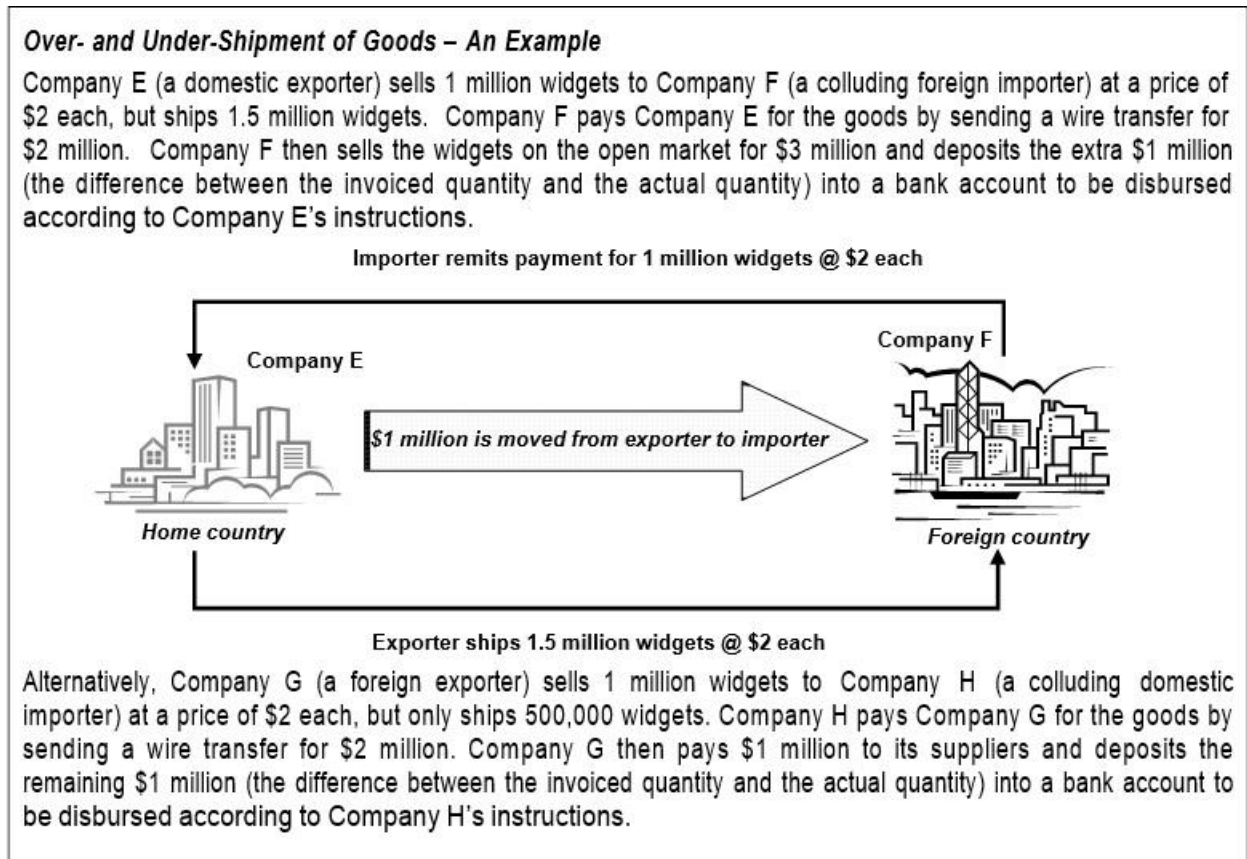 Over- and Under-Shipment of Goods – An Example
Company E (a domestic exporter) sells 1 million widgets to Company F (a colluding foreign importer) at a price of
$2 each, but ships 1.5 million widgets. Company F pays Company E for the goods by sending a wire transfer for
$2 million. Company F then sells the widgets on the open market for $3 million and deposits the extra $1 million
(the difference between the invoiced quantity and the actual quantity) into a bank account to be disbursed
according to Company E's instructions.
Importer remits payment for 1 million widgets @ $2 each
Company F
Company E
$1 million is moved from exporter to importer
Home country
Foreign country
Exporter ships 1.5 million widgets @ $2 each
Alternatively, Company G (a foreign exporter) sells 1 million widgets to Company H (a colluding domestic
importer) at a price of $2 each, but only ships 500,000 widgets. Company H pays Company G for the goods by
sending a wire transfer for $2 million. Company G then pays $1 million to its suppliers and deposits the
remaining $1 million (the difference between the invoiced quantity and the actual quantity) into a bank account to
be disbursed according to Company H's instructions.